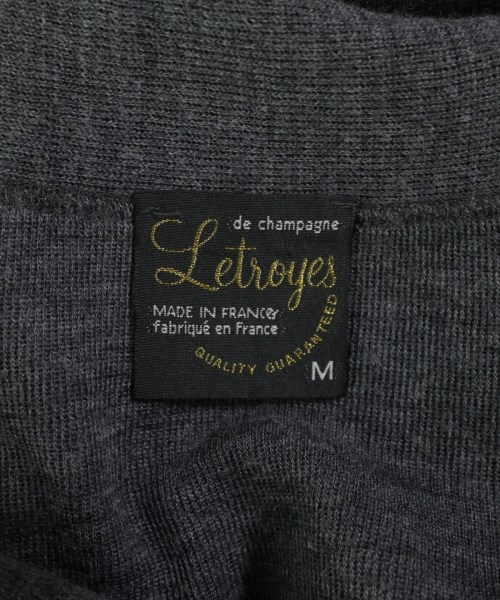 de champagne
Letroyes
MADE IN FRANCE
fabriqué en France
QUALITY GUARANTEED
M